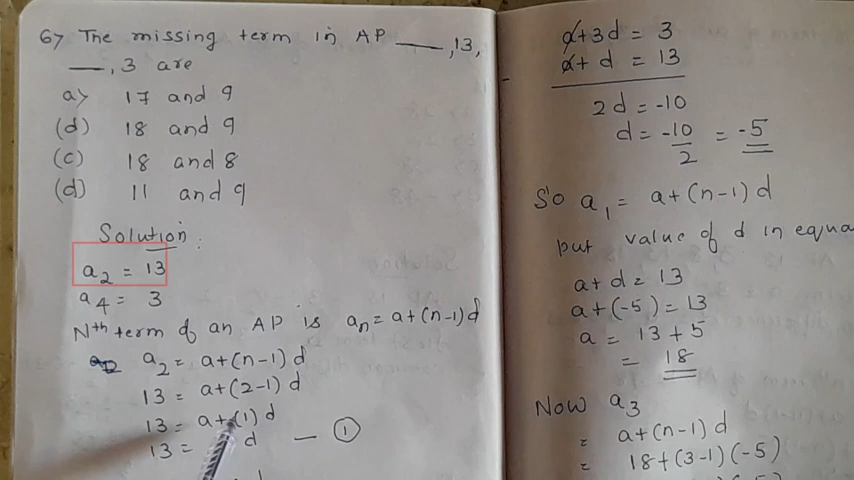 6> The missing term in AP ___ ,13,
___ , 3 are
a> 17 and 9
(d) 18 and 9
(c) 18 and 8
(d) 11 and 9
Solution:
a₂ = 13
a₄ = 3
Nth term of an AP is aₙ = a+(n-1)d
a₂ = a+(n-1)d
13 = a+(2-1)d
13 = a+(1)d
13 = d — ①
a+3d = 3
- a+ d = 13
2d = -10
d = -10/2 = -5
So a₁ = a+(n-1)d
put value of d in equa
a+d = 13
a+(-5) = 13
a = 13+5
= 18
Now a₃
= a+(n-1)d
= 18+(3-1)(-5)